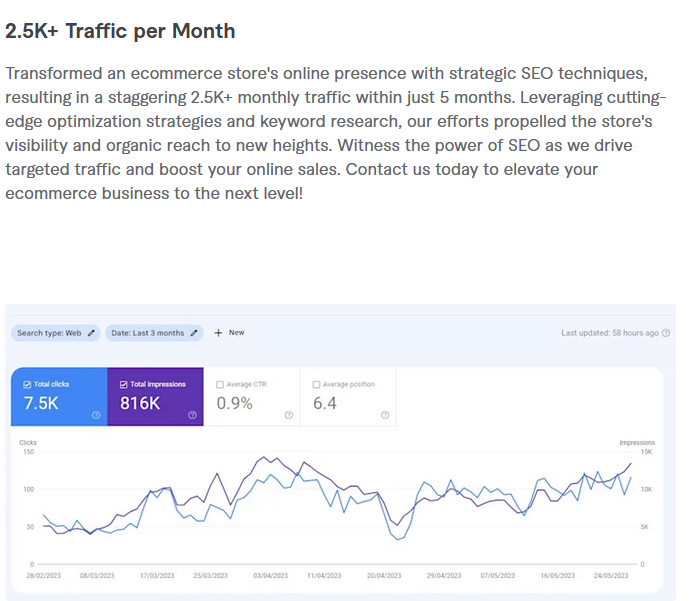 2.5K+ Traffic per Month
Transformed an ecommerce store's online presence with strategic SEO techniques,
resulting in a staggering 2.5K+ monthly traffic within just 5 months. Leveraging cutting-
edge optimization strategies and keyword research, our efforts propelled the store's
visibility and organic reach to new heights. Witness the power of SEO as we drive
targeted traffic and boost your online sales. Contact us today to elevate your
ecommerce business to the next level!
Search type: Web Date: Last 3 months + New Last updated: 58 hours ago
Total clicks Total impressions Average CTR Average position
7.5K 816K 0.9% 6.4
Clicks Impressions
150 15K
100 10K
50 5K
0 0
28/02/2023 08/03/2023 17/03/2023 25/03/2023 03/04/2023 11/04/2023 20/04/2023 29/04/2023 07/05/2023 16/05/2023 24/05/2023